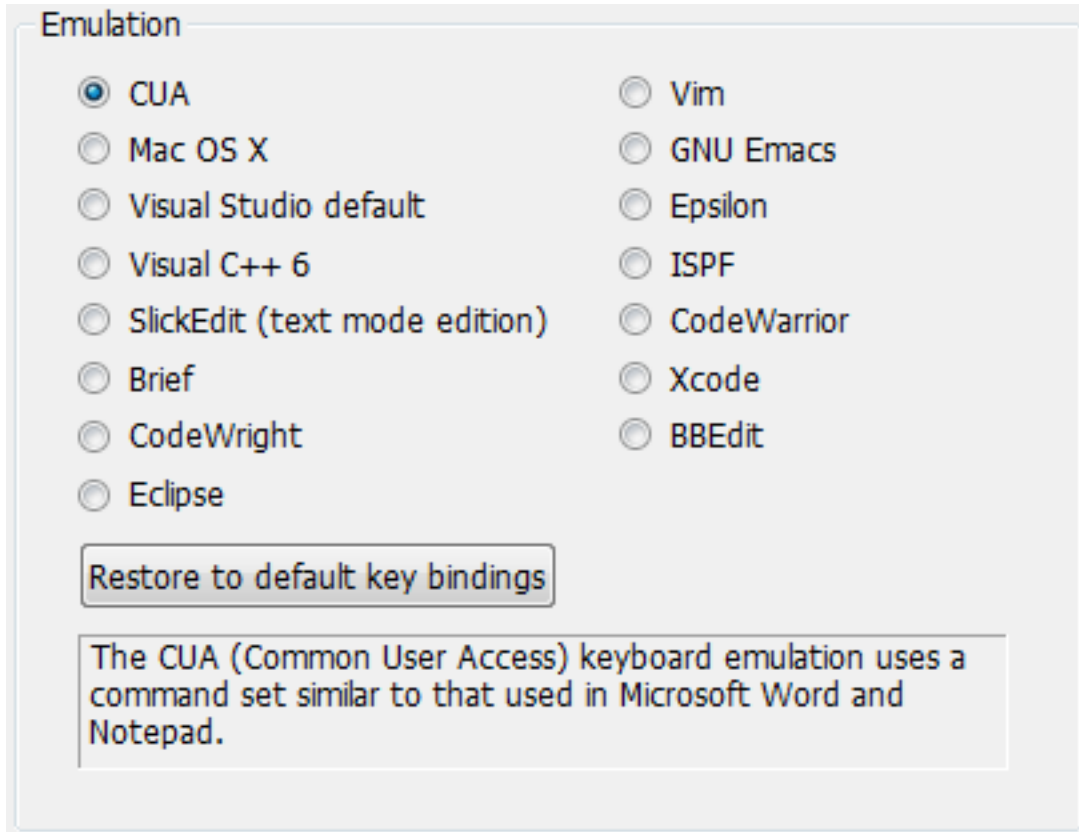 Emulation
CUA
Vim
Mac OS X
GNU Emacs
Visual Studio default
Epsilon
Visual C++ 6
ISPF
SlickEdit (text mode edition)
CodeWarrior
Brief
Xcode
CodeWright
BBEdit
Eclipse
Restore to default key bindings
The CUA (Common User Access) keyboard emulation uses a
command set similar to that used in Microsoft Word and
Notepad.